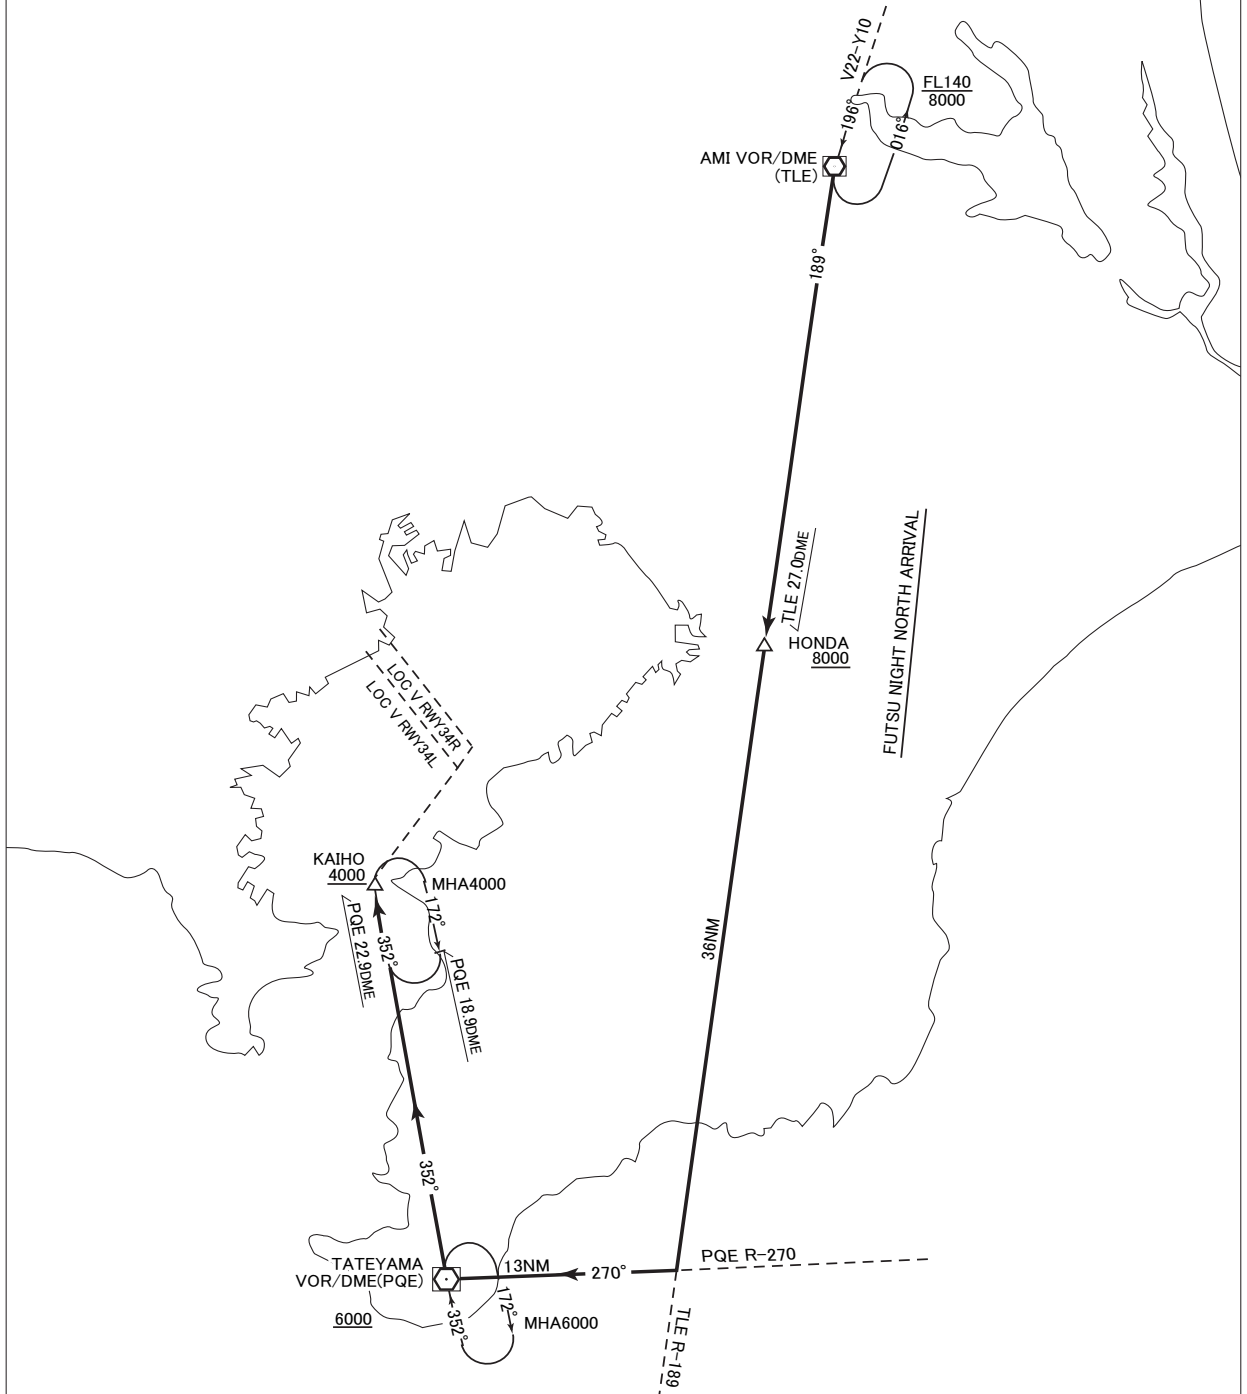 V22-Y10
FL140
8000
196°
016°
AMI VOR/DME
(TLE)
189°
TLE 27.0DME
HONDA
8000
FUTSU NIGHT NORTH ARRIVAL
LOC V RWY34R
LOC V RWY34L
KAIHO
4000
MHA4000
172°
352°
PQE 22.9DME
PQE 18.9DME
36NM
352°
TATEYAMA
VOR/DME(PQE)
6000
13NM
270°
PQE R-270
172°
352°
MHA6000
TLE R-189